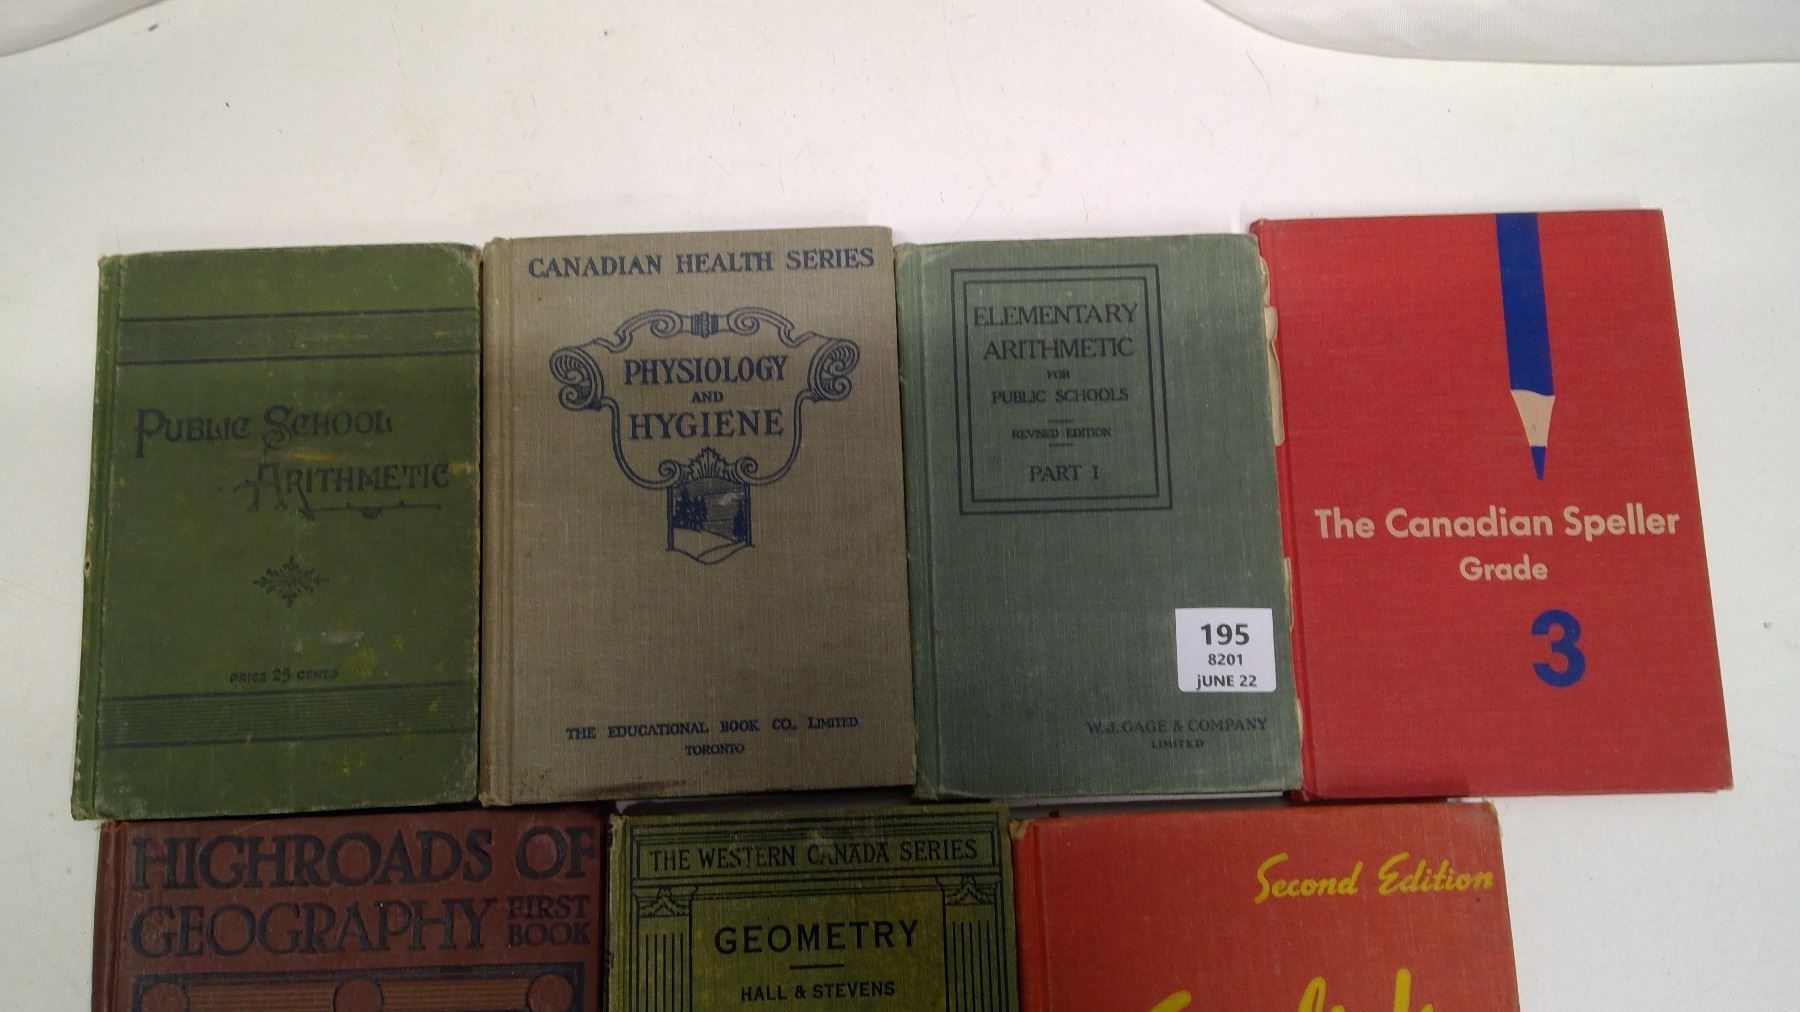 PUBLIC SCHOOL
ARITHMETIC
PRICE 25 CENTS
CANADIAN HEALTH SERIES
PHYSIOLOGY
AND
HYGIENE
THE EDUCATIONAL BOOK CO., LIMITED
TORONTO
ELEMENTARY
ARITHMETIC
FOR
PUBLIC SCHOOLS
REVISED EDITION
PART I
195
8201
jUNE 22
W. J. GAGE & COMPANY
LIMITED
The Canadian Speller
Grade
3
HIGHROADS OF
GEOGRAPHY FIRST BOOK
THE WESTERN CANADA SERIES
GEOMETRY
HALL & STEVENS
Second Edition